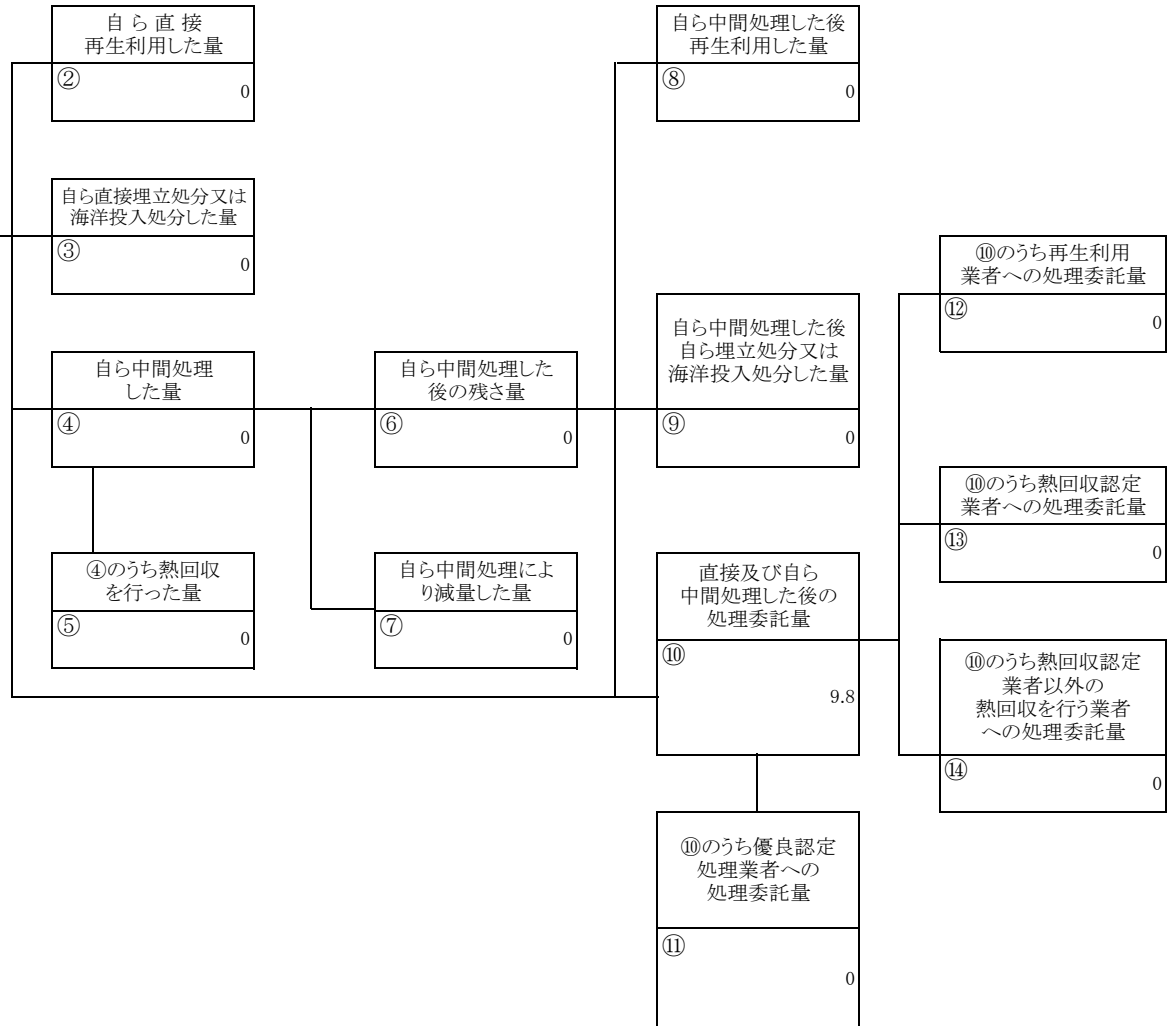 自 ら 直 接
再生利用した量
②
0
自ら直接埋立処分又は
海洋投入処分した量
③
0
自ら中間処理
した量
④
0
④のうち熱回収
を行った量
⑤
0
自ら中間処理した
後の残さ量
⑥
0
自ら中間処理によ
り減量した量
⑦
0
自ら中間処理した後
再生利用した量
⑧
0
自ら中間処理した後
自ら埋立処分又は
海洋投入処分した量
⑨
0
直接及び自ら
中間処理した後の
処理委託量
⑩
9.8
⑩のうち優良認定
処理業者への
処理委託量
⑪
0
⑩のうち再生利用
業者への処理委託量
⑫
0
⑩のうち熱回収認定
業者への処理委託量
⑬
0
⑩のうち熱回収認定
業者以外の
熱回収を行う業者
への処理委託量
⑭
0